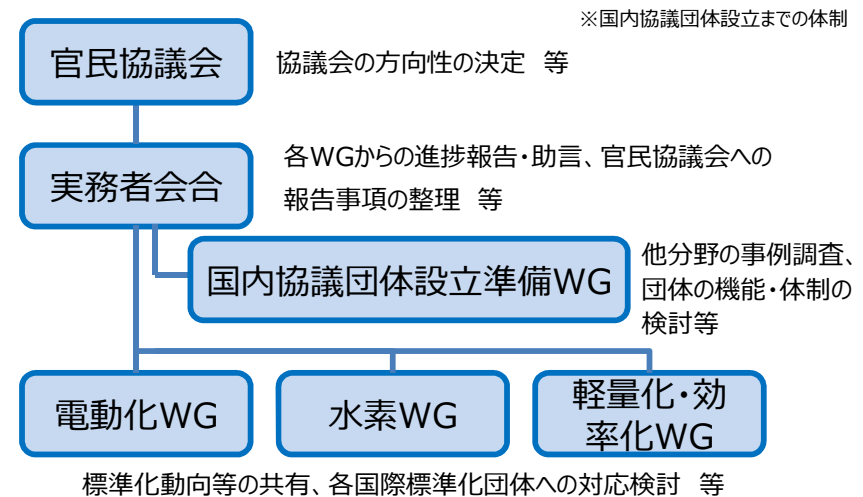 ※国内協議団体設立までの体制
官民協議会
協議会の方向性の決定　等
実務者会合
各WGからの進捗報告・助言、官民協議会への
報告事項の整理　等
国内協議団体設立準備WG
他分野の事例調査、
団体の機能・体制の
検討等
電動化WG
水素WG
軽量化・効
率化WG
標準化動向等の共有、各国際標準化団体への対応検討　等